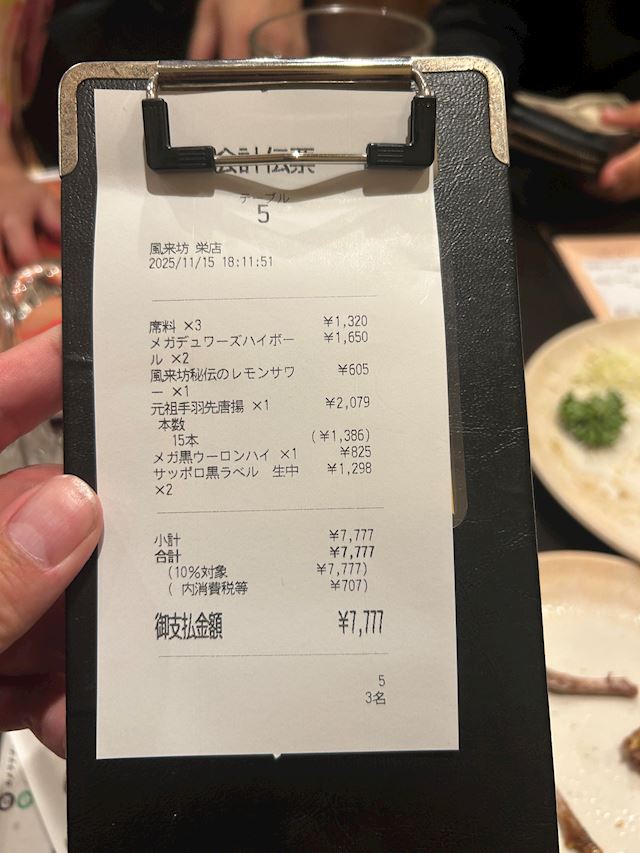 会計伝票
テーブル
5
風来坊 栄店
2025/11/15 18:11:51
席料 ×3 ¥1,320
メガデュワーズハイボー ¥1,650
ル ×2
風来坊秘伝のレモンサワ ¥605
ー ×1
元祖手羽先唐揚 ×1 ¥2,079
本数
15本 (¥1,386)
メガ黒ウーロンハイ ×1 ¥825
サッポロ黒ラベル 生中 ¥1,298
×2
小計 ¥7,777
合計 ¥7,777
(10%対象 ¥7,777)
( 内消費税等 ¥707)
御支払金額 ¥7,777
5
3名